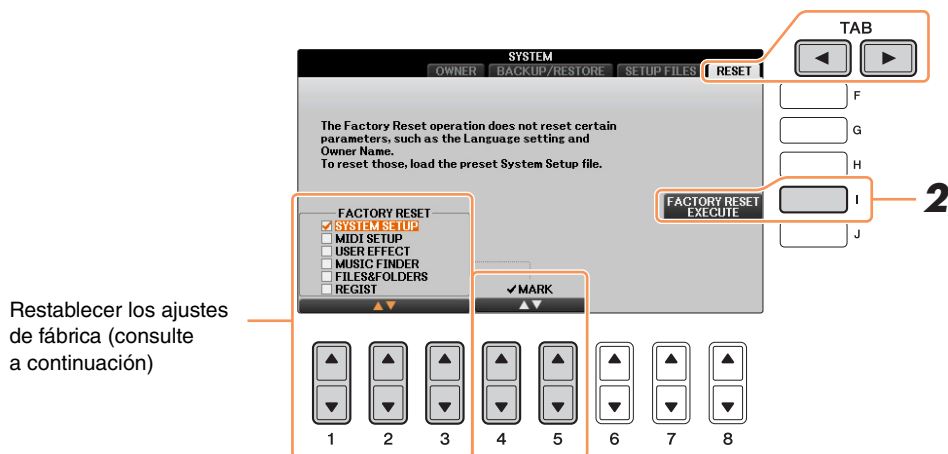 TAB
SYSTEM
OWNER BACKUP/RESTORE SETUP FILES RESET
F
The Factory Reset operation does not reset certain
parameters, such as the Language setting and
Owner Name.
To reset those, load the preset System Setup file.
G
H
FACTORY RESET
EXECUTE
I
2
J
FACTORY RESET
SYSTEM SETUP
MIDI SETUP
USER EFFECT
MUSIC FINDER
FILES&FOLDERS
REGIST
✓MARK
▲▼
▲▼
Restablecer los ajustes
de fábrica (consulte
a continuación)
1 2 3 4 5 6 7 8